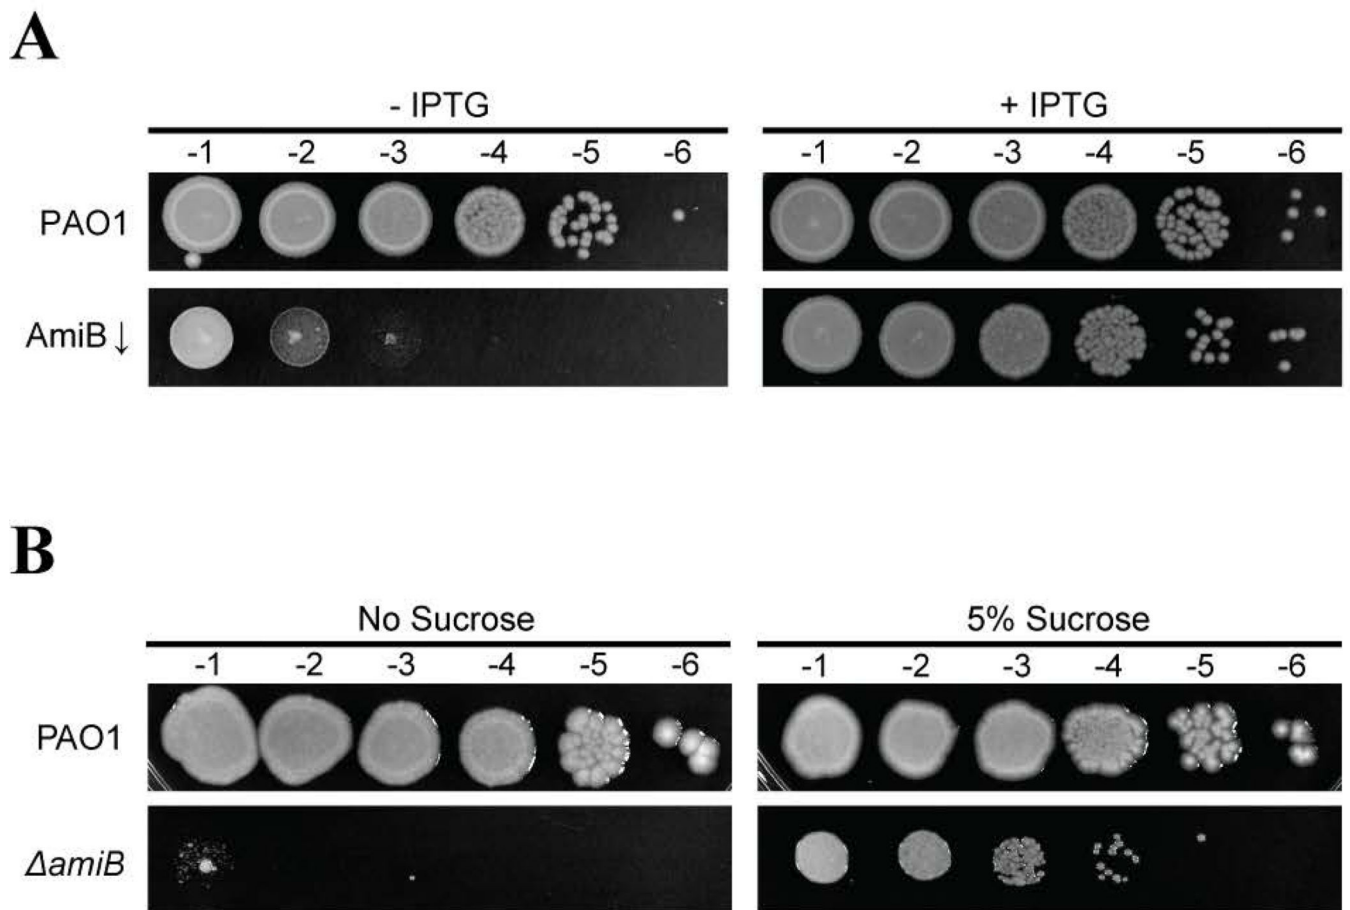 A
- IPTG + IPTG
-1 -2 -3 -4 -5 -6 -1 -2 -3 -4 -5 -6
PAO1
AmiB↓
B
No Sucrose 5% Sucrose
-1 -2 -3 -4 -5 -6 -1 -2 -3 -4 -5 -6
PAO1
ΔamiB